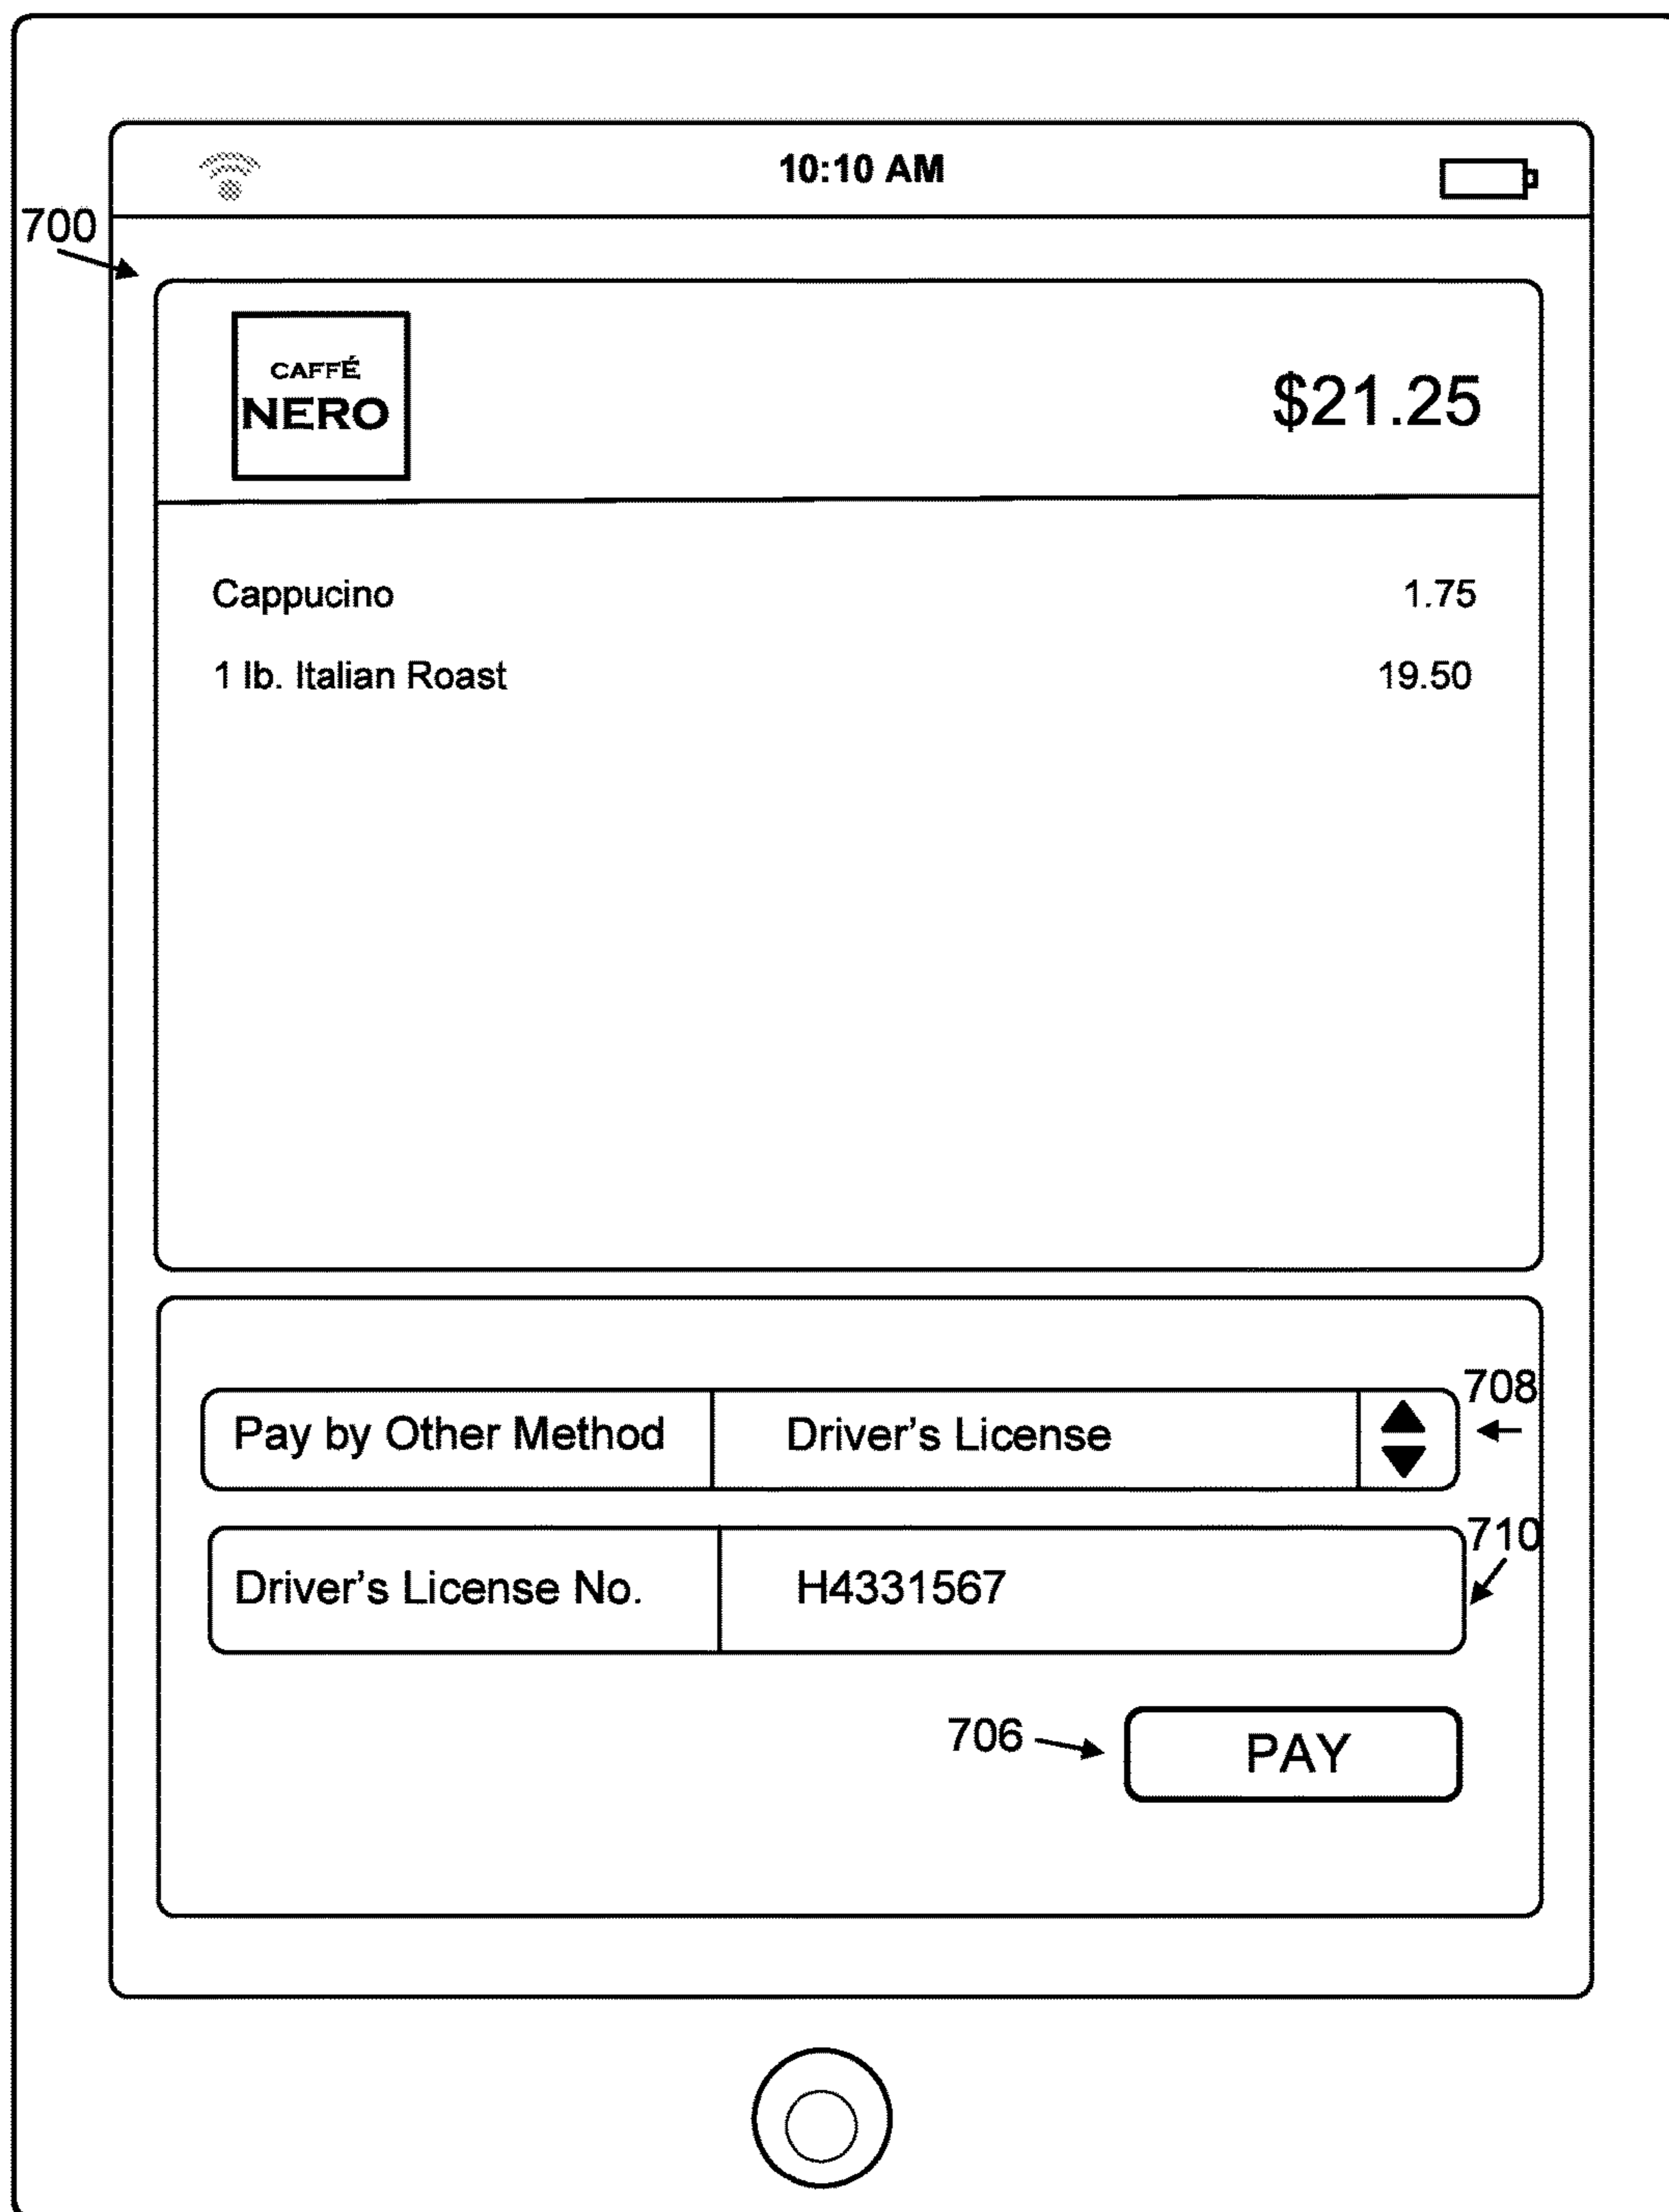 10:10 AM
700
CAFFÉ
NERO
$21.25
Cappucino 1.75
1 lb. Italian Roast 19.50
708
Pay by Other Method Driver's License
710
Driver's License No. H4331567
706 PAY